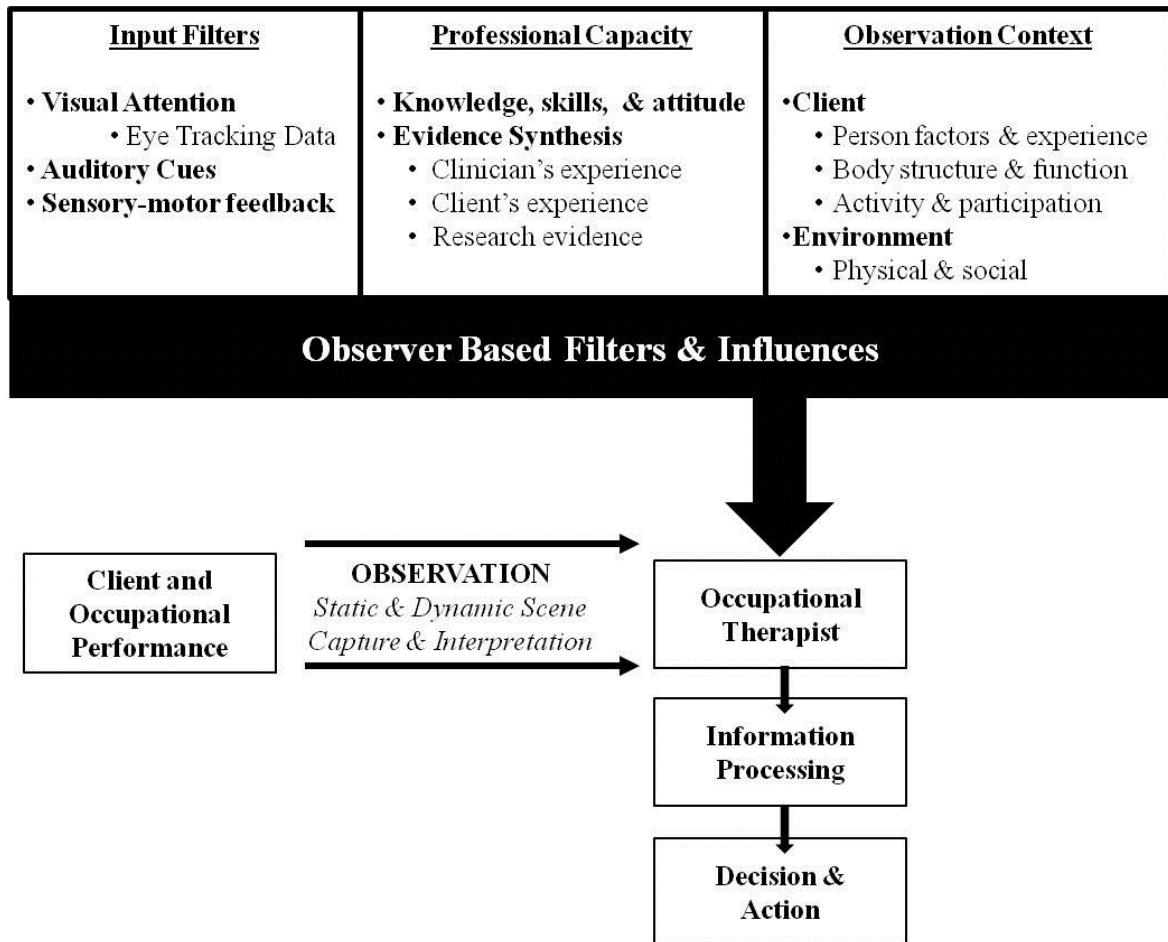 Input Filters
• Visual Attention
• Eye Tracking Data
• Auditory Cues
• Sensory-motor feedback
Professional Capacity
• Knowledge, skills, & attitude
• Evidence Synthesis
• Clinician's experience
• Client's experience
• Research evidence
Observation Context
•Client
• Person factors & experience
• Body structure & function
• Activity & participation
•Environment
• Physical & social
Observer Based Filters & Influences
Client and
Occupational
Performance
OBSERVATION
Static & Dynamic Scene
Capture & Interpretation
Occupational
Therapist
Information
Processing
Decision &
Action